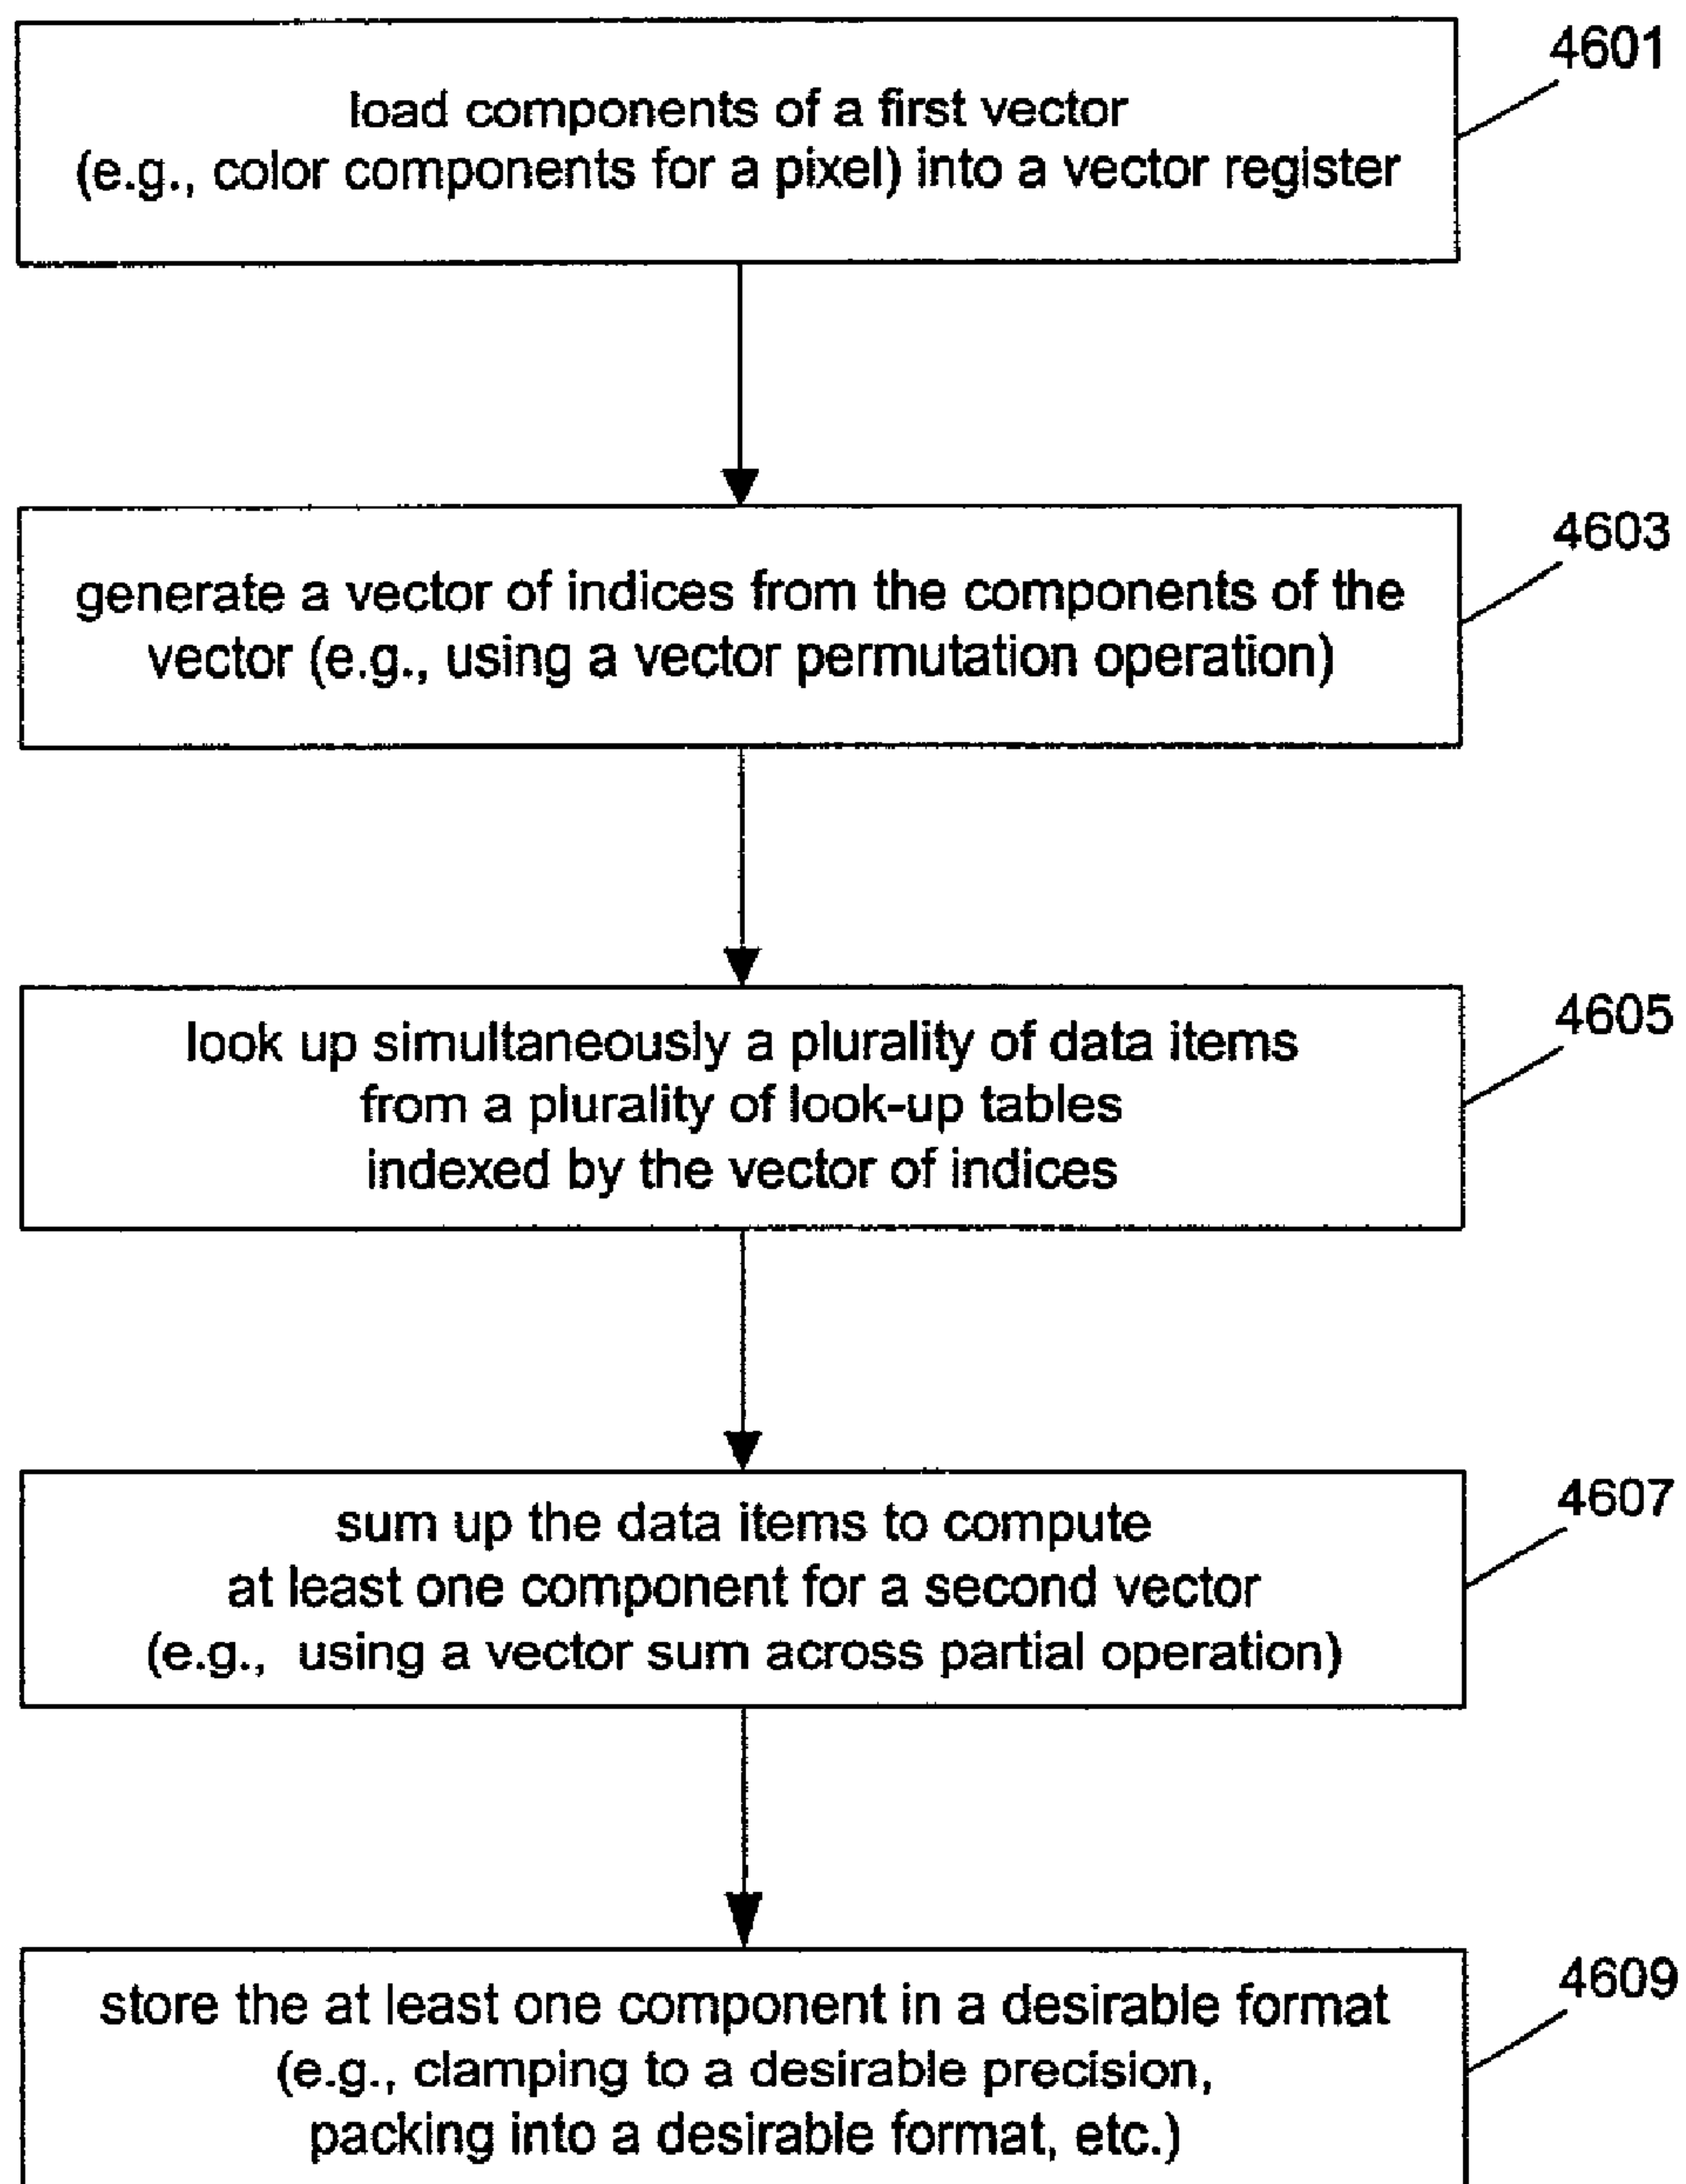 4601
load components of a first vector
(e.g., color components for a pixel) into a vector register
4603
generate a vector of indices from the components of the
vector (e.g., using a vector permutation operation)
4605
look up simultaneously a plurality of data items
from a plurality of look-up tables
indexed by the vector of indices
4607
sum up the data items to compute
at least one component for a second vector
(e.g., using a vector sum across partial operation)
4609
store the at least one component in a desirable format
(e.g., clamping to a desirable precision,
packing into a desirable format, etc.)